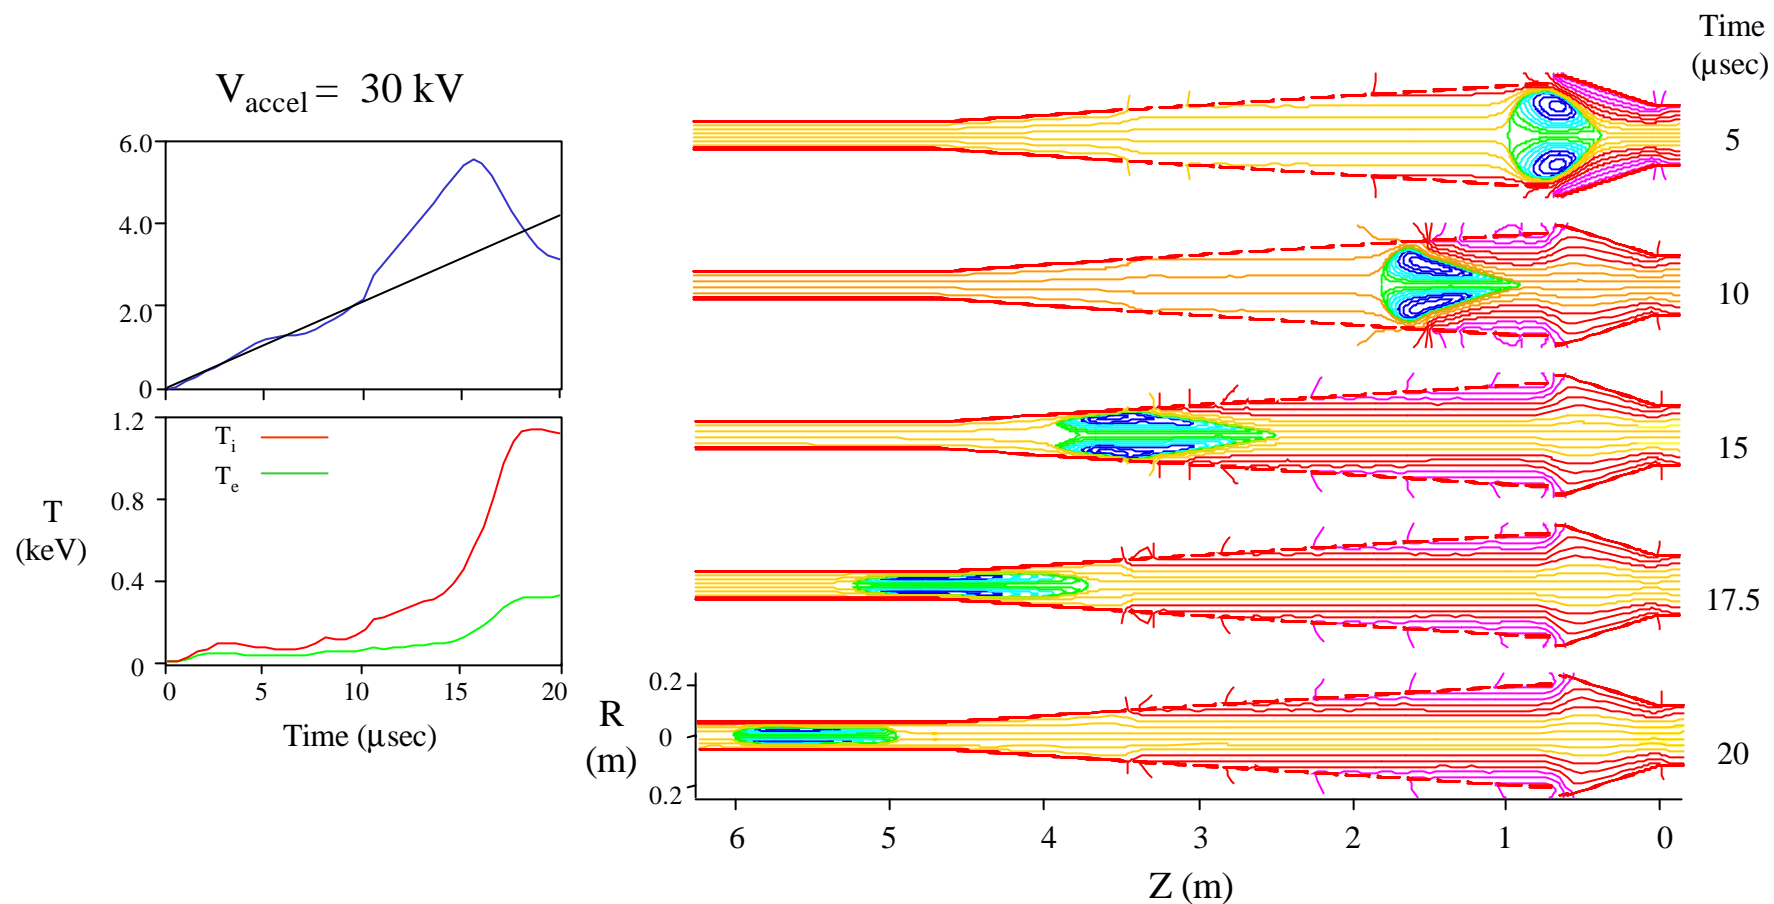 Time
(μsec)
V_accel = 30 kV
6.0
4.0
2.0
0
5
10
15
17.5
20
1.2
0.8
0.4
0
T
(keV)
T_i
T_e
0 5 10 15 20
Time (μsec)
R
(m)
0.2
0
0.2
6 5 4 3 2 1 0
Z (m)